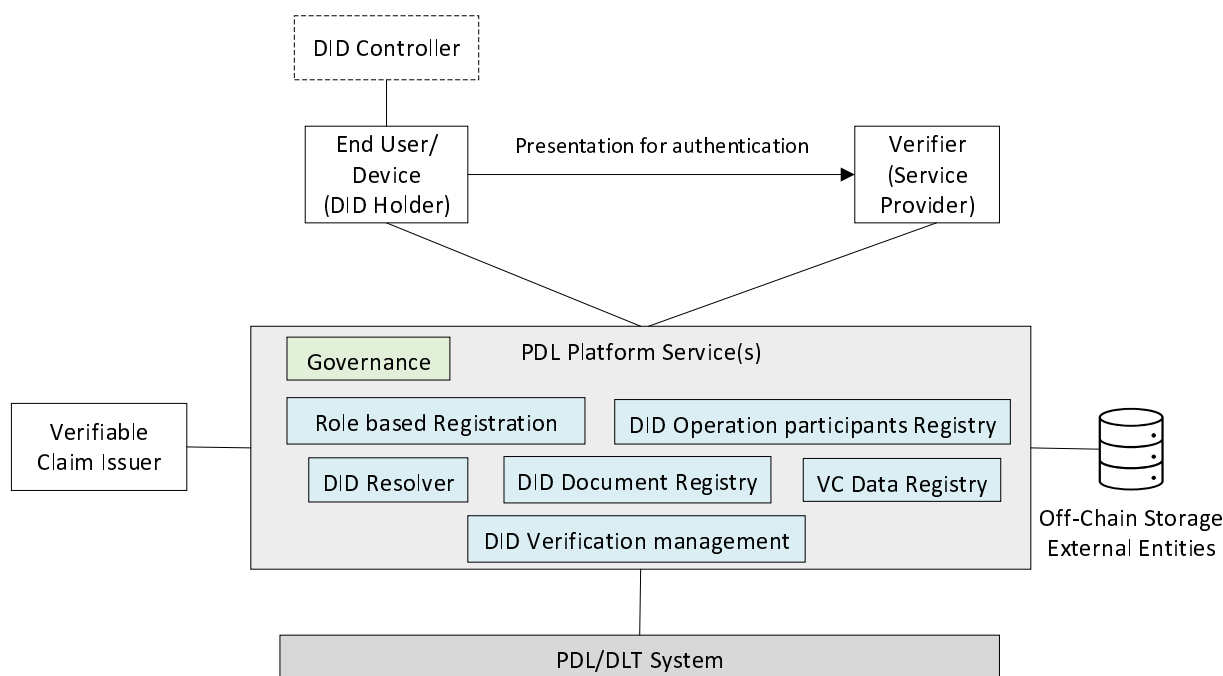 DID Controller
End User/
Device
(DID Holder)
Presentation for authentication
Verifier
(Service
Provider)
PDL Platform Service(s)
Governance
Role based Registration
DID Operation participants Registry
Verifiable
Claim Issuer
DID Resolver
DID Document Registry
VC Data Registry
DID Verification management
Off-Chain Storage
External Entities
PDL/DLT System